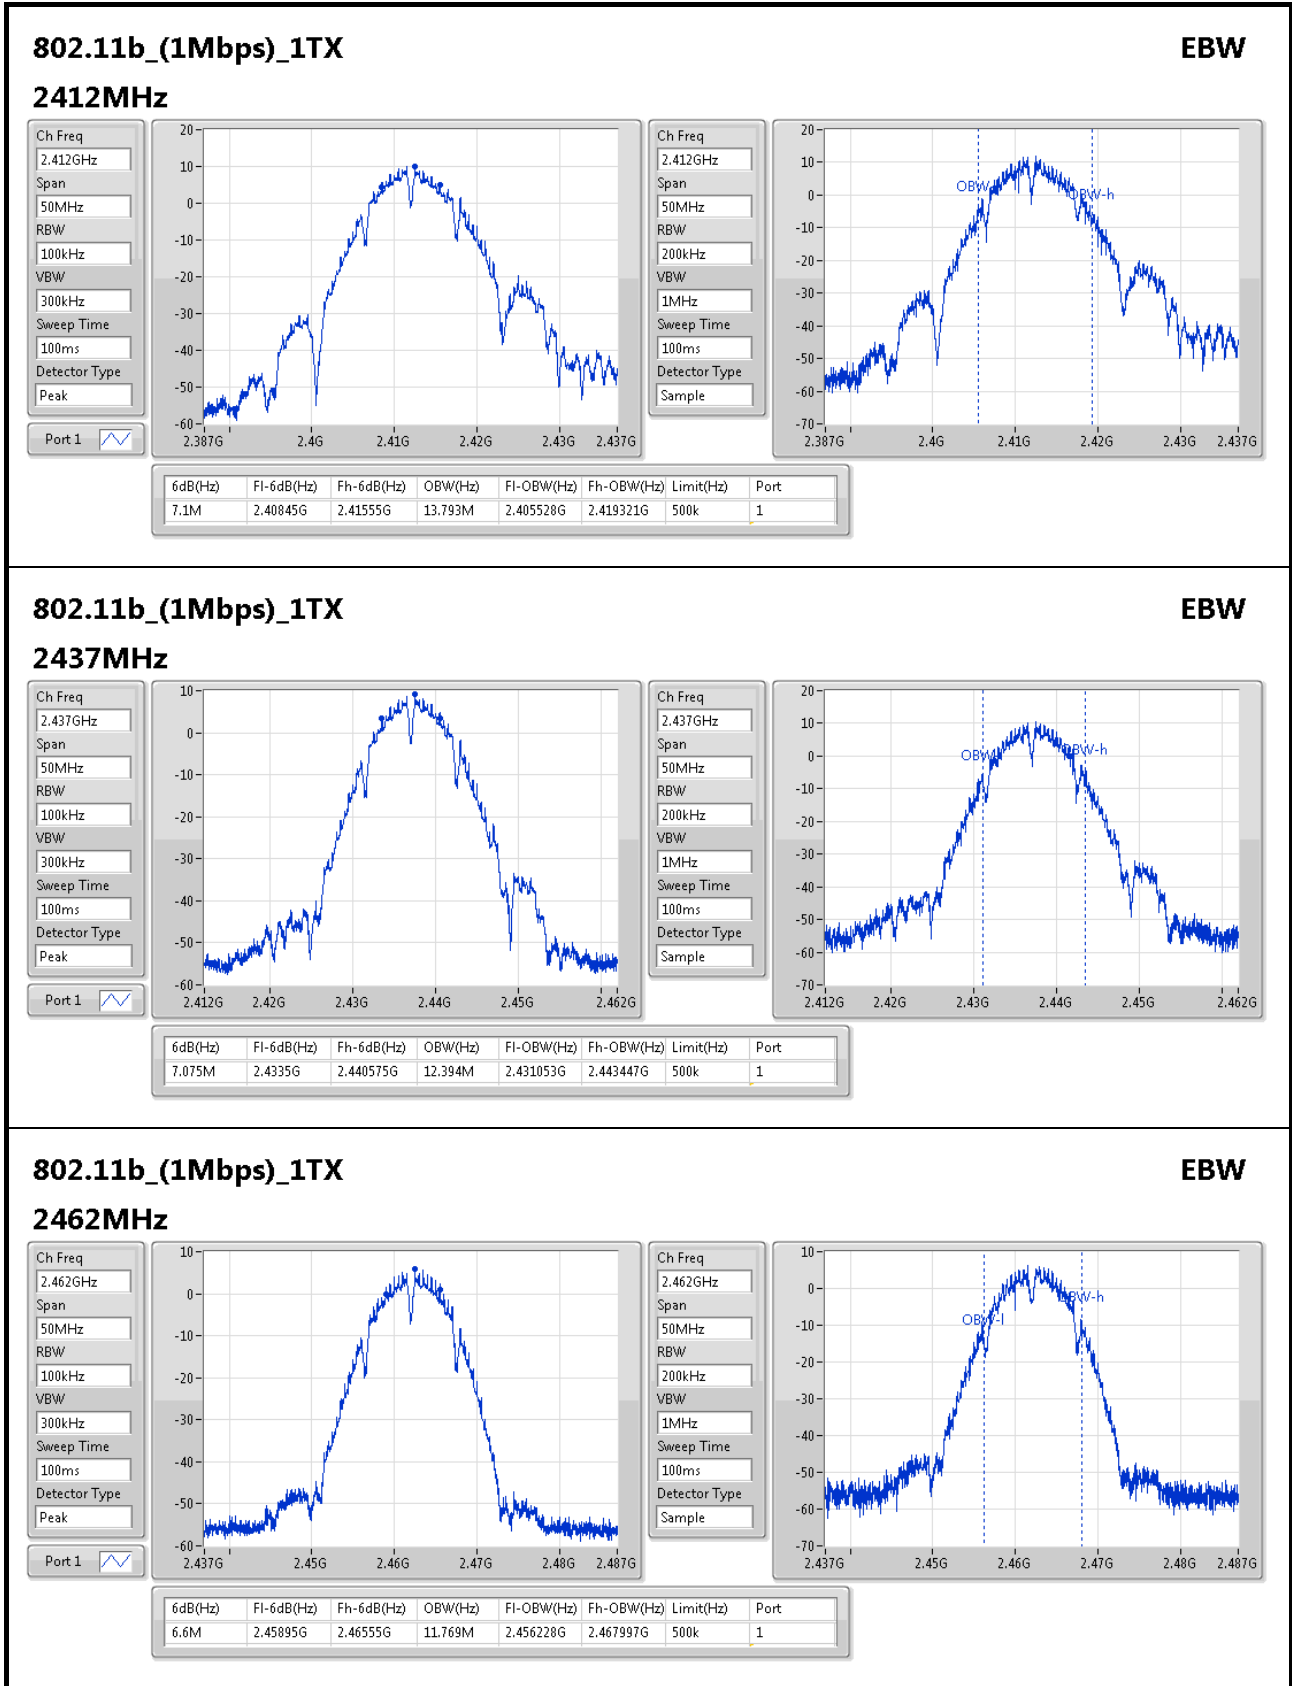 802.11b_(1Mbps)_1TX EBW
2412MHz
Ch Freq
2.412GHz
Span
50MHz
RBW
100kHz
VBW
300kHz
Sweep Time
100ms
Detector Type
Peak
Port 1
20
10
0
-10
-20
-30
-40
-50
-60
2.387G 2.4G 2.41G 2.42G 2.43G 2.437G
Ch Freq
2.412GHz
Span
50MHz
RBW
200kHz
VBW
1MHz
Sweep Time
100ms
Detector Type
Sample
20
10
0
-10
-20
-30
-40
-50
-60
-70
OBW
OBW-h
2.387G 2.4G 2.41G 2.42G 2.43G 2.437G
6dB(Hz) Fl-6dB(Hz) Fh-6dB(Hz) OBW(Hz) Fl-OBW(Hz) Fh-OBW(Hz) Limit(Hz) Port
7.1M 2.40845G 2.41555G 13.793M 2.405528G 2.419321G 500k 1
802.11b_(1Mbps)_1TX EBW
2437MHz
Ch Freq
2.437GHz
Span
50MHz
RBW
100kHz
VBW
300kHz
Sweep Time
100ms
Detector Type
Peak
Port 1
10
0
-10
-20
-30
-40
-50
-60
2.412G 2.42G 2.43G 2.44G 2.45G 2.462G
Ch Freq
2.437GHz
Span
50MHz
RBW
200kHz
VBW
1MHz
Sweep Time
100ms
Detector Type
Sample
20
10
0
-10
-20
-30
-40
-50
-60
-70
OBW
OBW-h
2.412G 2.42G 2.43G 2.44G 2.45G 2.462G
6dB(Hz) Fl-6dB(Hz) Fh-6dB(Hz) OBW(Hz) Fl-OBW(Hz) Fh-OBW(Hz) Limit(Hz) Port
7.075M 2.4335G 2.440575G 12.394M 2.431053G 2.443447G 500k 1
802.11b_(1Mbps)_1TX EBW
2462MHz
Ch Freq
2.462GHz
Span
50MHz
RBW
100kHz
VBW
300kHz
Sweep Time
100ms
Detector Type
Peak
Port 1
10
0
-10
-20
-30
-40
-50
-60
2.437G 2.45G 2.46G 2.47G 2.48G 2.487G
Ch Freq
2.462GHz
Span
50MHz
RBW
200kHz
VBW
1MHz
Sweep Time
100ms
Detector Type
Sample
10
0
-10
-20
-30
-40
-50
-60
-70
OBW-l
OBW-h
2.437G 2.45G 2.46G 2.47G 2.48G 2.487G
6dB(Hz) Fl-6dB(Hz) Fh-6dB(Hz) OBW(Hz) Fl-OBW(Hz) Fh-OBW(Hz) Limit(Hz) Port
6.6M 2.45895G 2.46555G 11.769M 2.456228G 2.467997G 500k 1